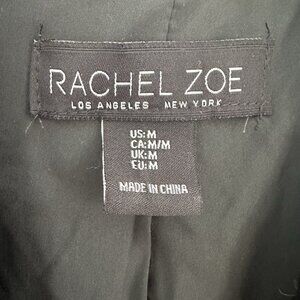 RACHEL ZOE
LOS ANGELES NEW YORK
US:M
CA:M/M
UK:M
EU:M
MADE IN CHINA